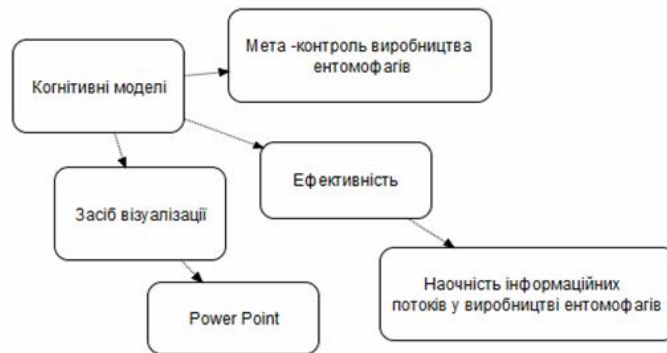 Мета -контроль виробництва
ентомофагів
Когнітивні моделі
Ефективність
Засіб візуалізації
Наочність інформаційних
потоків у виробництві ентомофагів
Power Point